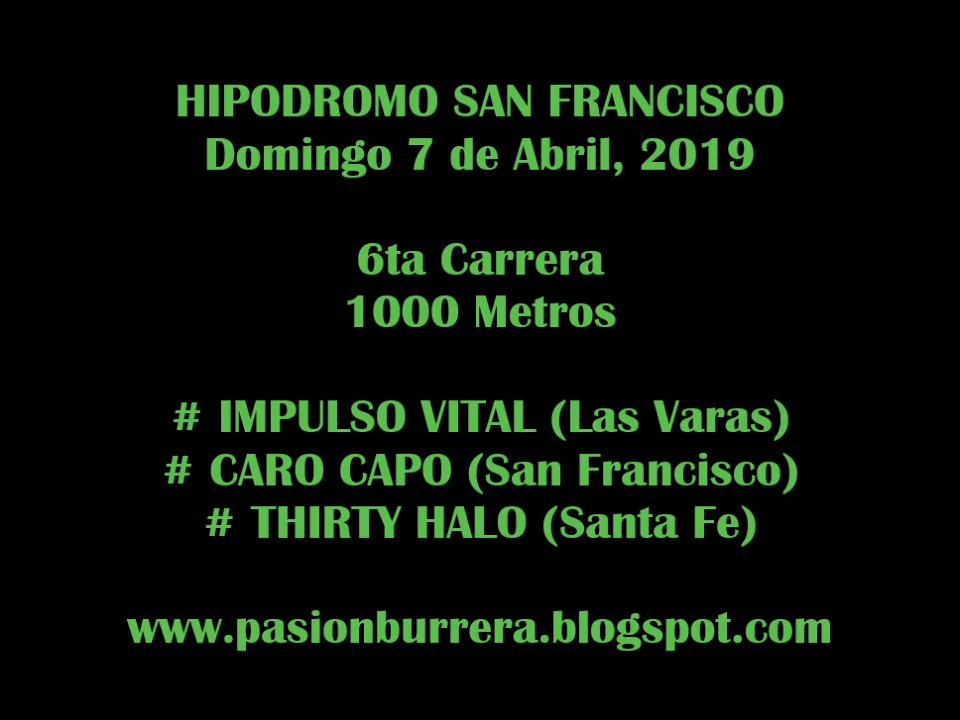 HIPODROMO SAN FRANCISCO
Domingo 7 de Abril, 2019
6ta Carrera
1000 Metros
# IMPULSO VITAL (Las Varas)
# CARO CAPO (San Francisco)
# THIRTY HALO (Santa Fe)
www.pasionburrera.blogspot.com